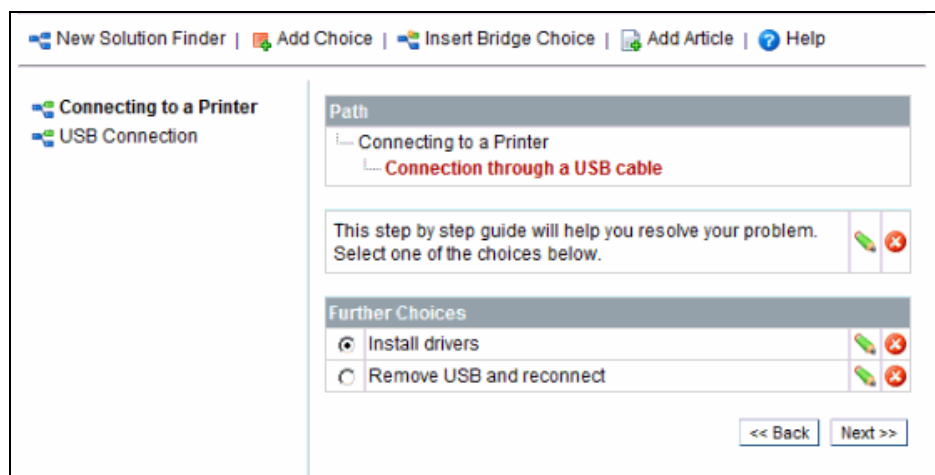 New Solution Finder | Add Choice | Insert Bridge Choice | Add Article | Help
Connecting to a Printer
USB Connection
Path
Connecting to a Printer
Connection through a USB cable
This step by step guide will help you resolve your problem.
Select one of the choices below.
Further Choices
Install drivers
Remove USB and reconnect
<< Back Next >>